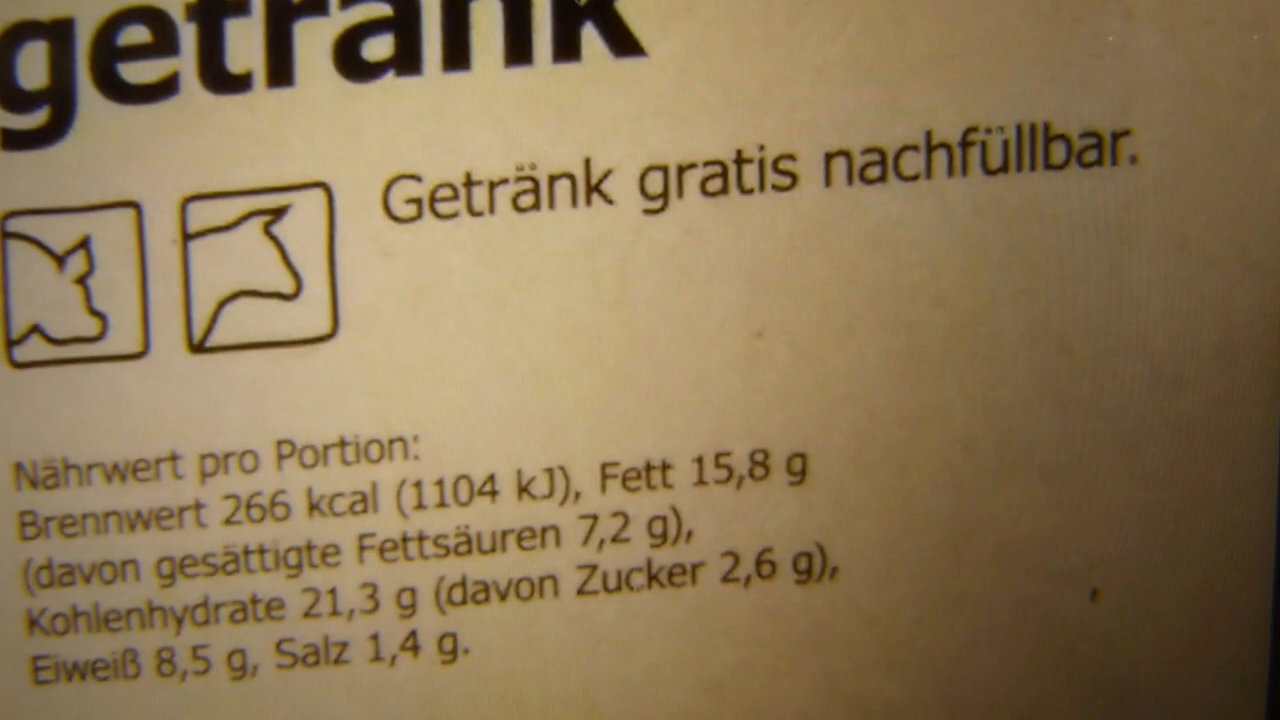 getränk
Getränk gratis nachfüllbar.
Nährwert pro Portion:
Brennwert 266 kcal (1104 kJ), Fett 15,8 g
(davon gesättigte Fettsäuren 7,2 g),
Kohlenhydrate 21,3 g (davon Zucker 2,6 g),
Eiweiß 8,5 g, Salz 1,4 g.